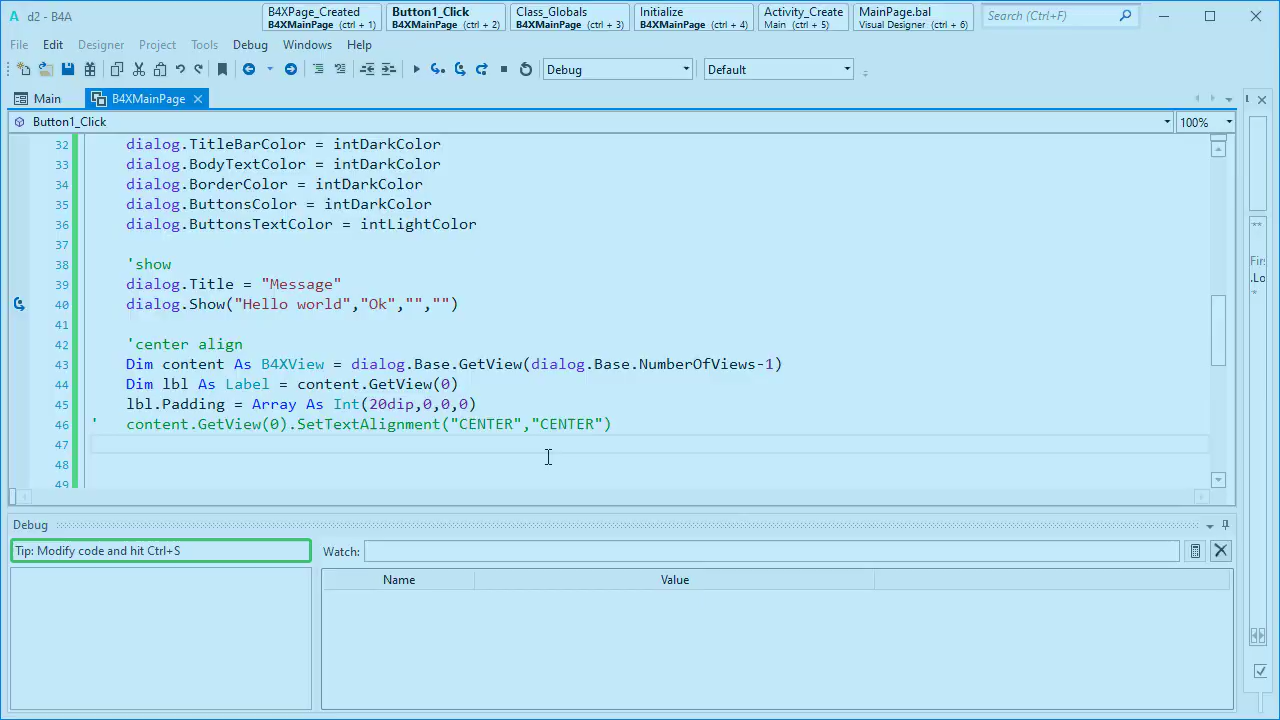 d2 - B4A
B4XPage_Created
B4XMainPage (ctrl + 1)
Button1_Click
B4XMainPage (ctrl + 2)
Class_Globals
B4XMainPage (ctrl + 3)
Initialize
B4XMainPage (ctrl + 4)
Activity_Create
Main (ctrl + 5)
MainPage.bal
Visual Designer (ctrl + 6)
Search (Ctrl+F)
File Edit Designer Project Tools Debug Windows Help
Debug
Default
Main
B4XMainPage
Button1_Click
100%
32 dialog.TitleBarColor = intDarkColor
33 dialog.BodyTextColor = intDarkColor
34 dialog.BorderColor = intDarkColor
35 dialog.ButtonsColor = intDarkColor
36 dialog.ButtonsTextColor = intLightColor
37
38 'show
39 dialog.Title = "Message"
40 dialog.Show("Hello world","Ok","","")
41
42 'center align
43 Dim content As B4XView = dialog.Base.GetView(dialog.Base.NumberOfViews-1)
44 Dim lbl As Label = content.GetView(0)
45 lbl.Padding = Array As Int(20dip,0,0,0)
46 ' content.GetView(0).SetTextAlignment("CENTER","CENTER")
47
48
49
Debug
Tip: Modify code and hit Ctrl+S
Watch:
Name Value